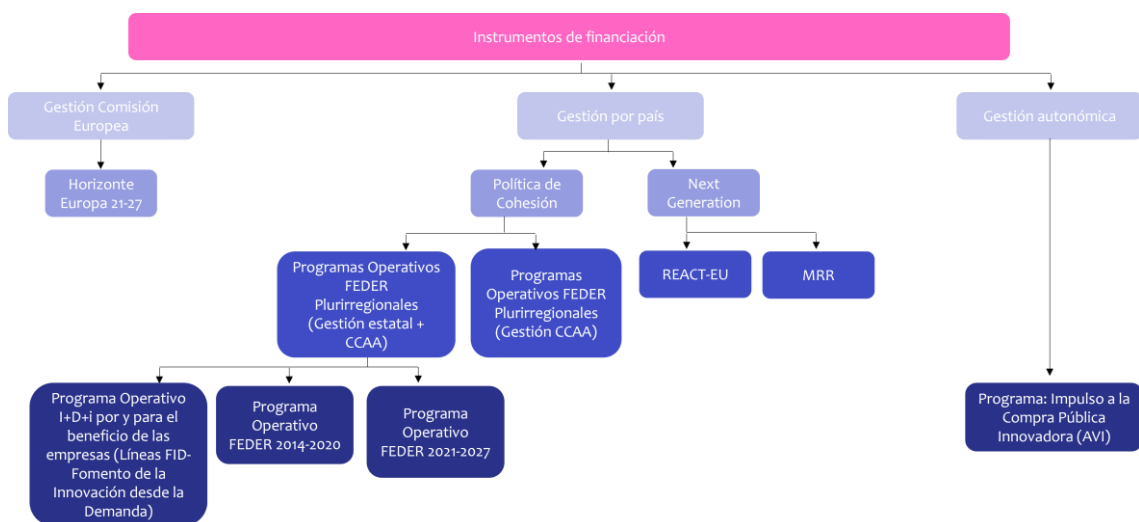 Instrumentos de financiación
Gestión Comisión
Europea
Gestión por país
Gestión autonómica
Horizonte
Europa 21-27
Política de
Cohesión
Next
Generation
Programas Operativos
FEDER
Plurirregionales
(Gestión estatal +
CCAA)
Programas
Operativos FEDER
Plurirregionales
(Gestión CCAA)
REACT-EU
MRR
Programa Operativo
I+D+i por y para el
beneficio de las
empresas (Líneas FID-
Fomento de la
Innovación desde la
Demanda)
Programa
Operativo
FEDER 2014-2020
Programa
Operativo
FEDER 2021-2027
Programa: Impulso a la
Compra Pública
Innovadora (AVI)